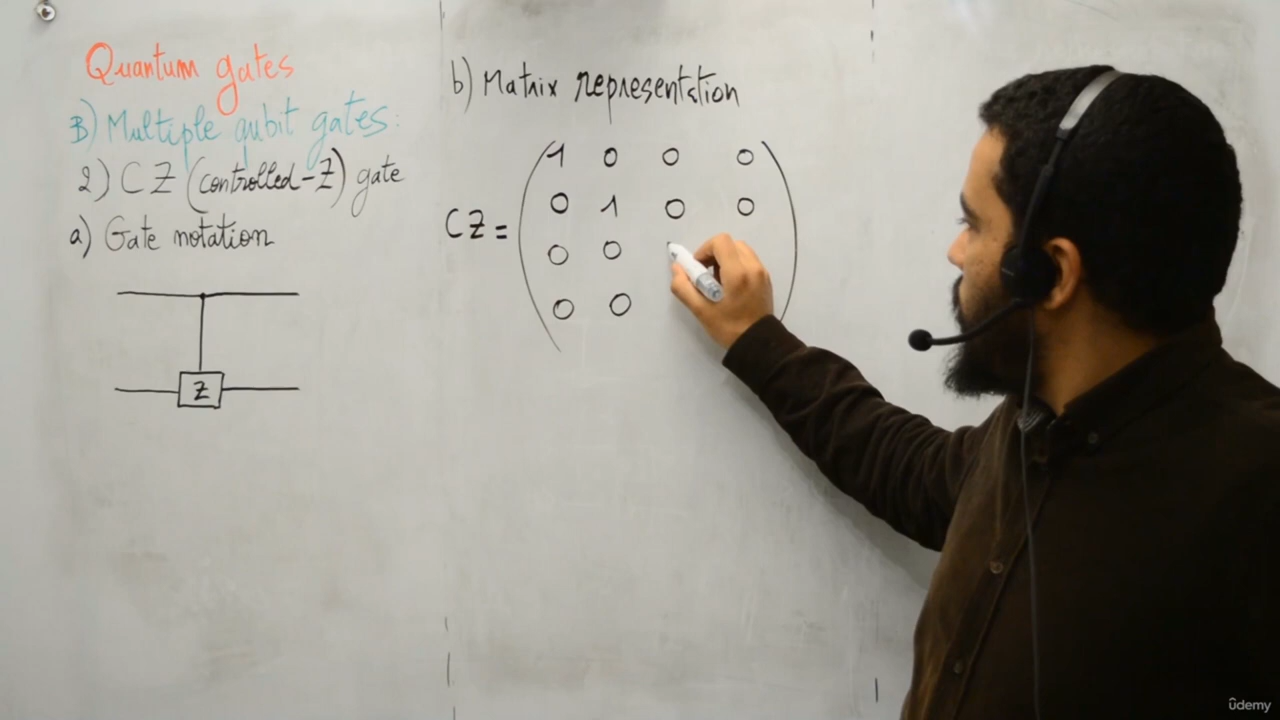 Quantum gates
B) Multiple qubit gates:
2) CZ (controlled-Z) gate
a) Gate notation
Z
b) Matrix representation
CZ =
1 0 0 0
0 1 0 0
0 0
0 0
ûdemy